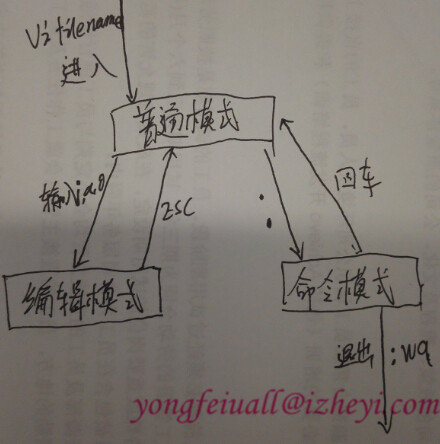 Vi filename
进入
普通模式
输入i,a,o
ESC
:
回车
编辑模式
命令模式
退出
:wq
yongfeiuall@izheyi.com